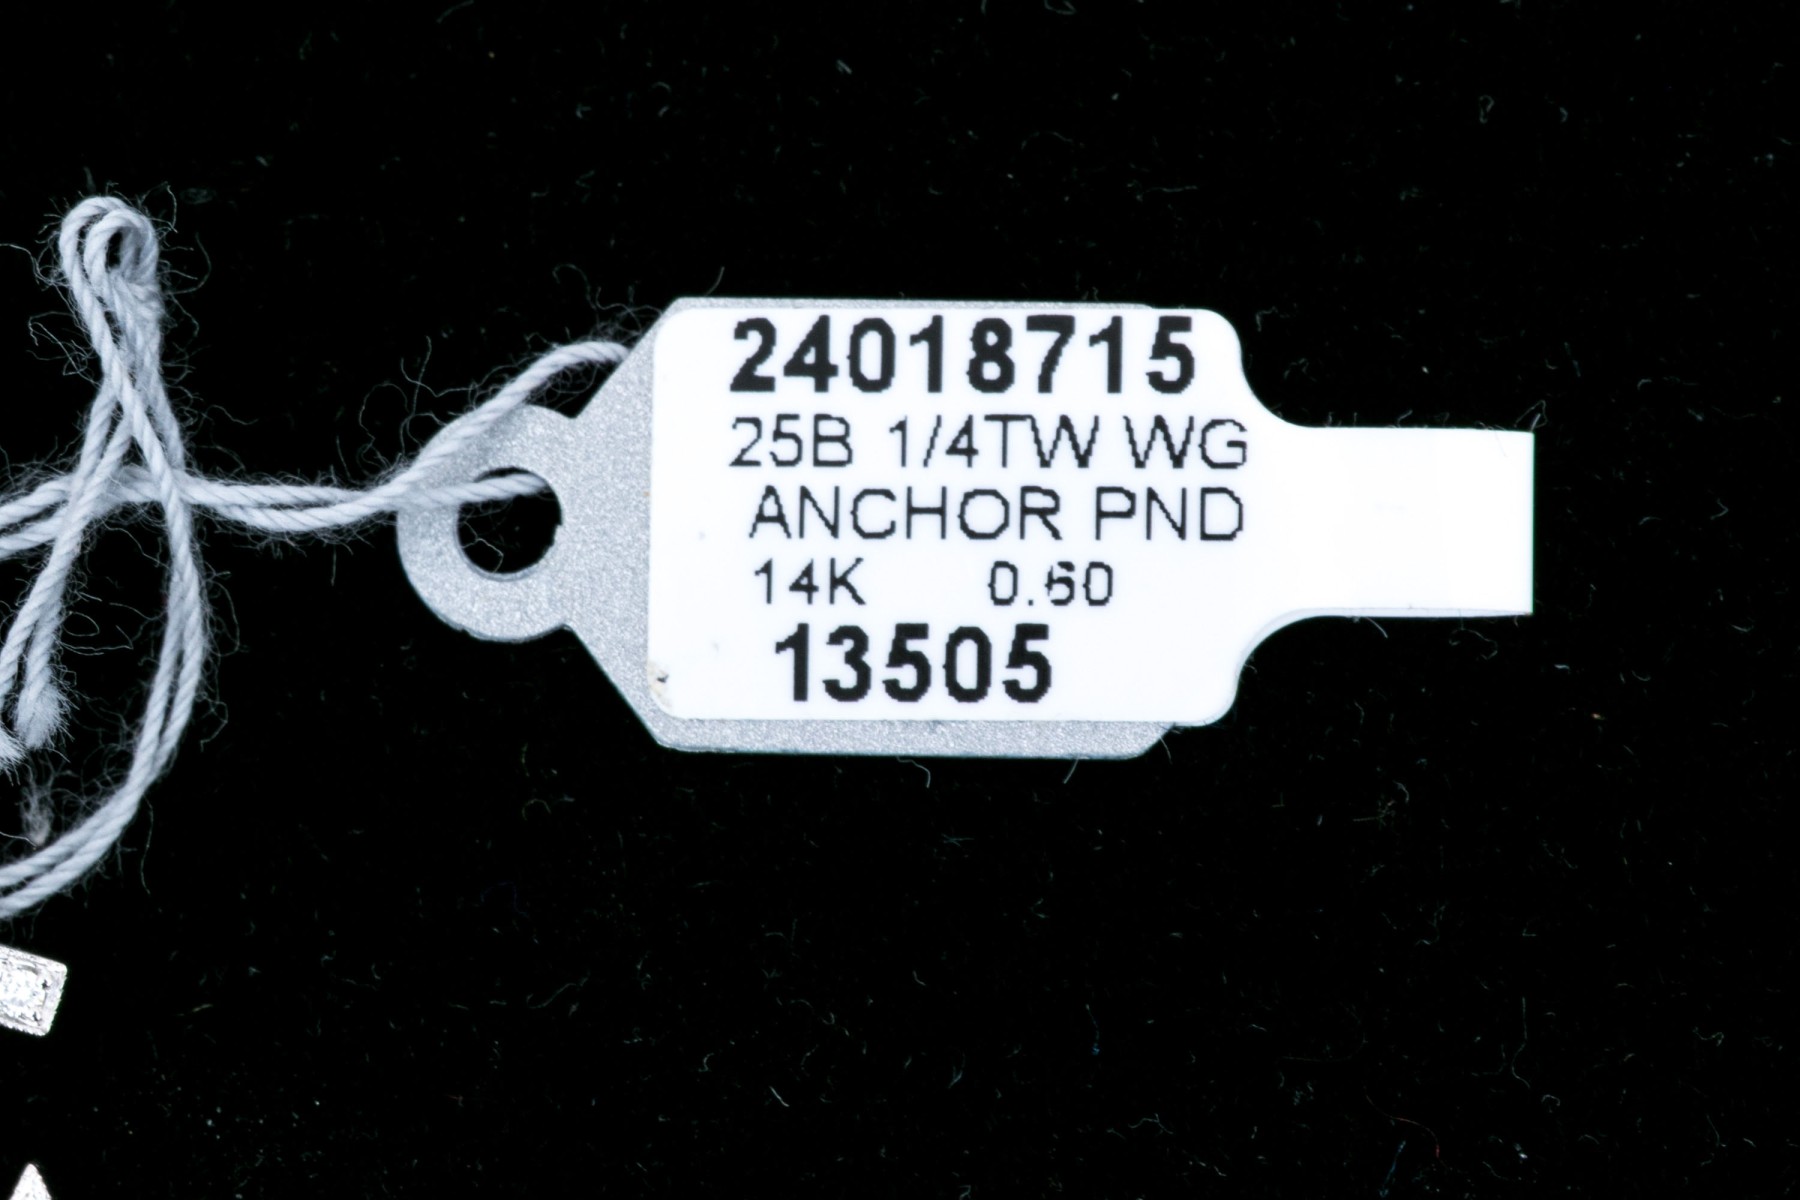 24018715
25B 1/4TW WG
ANCHOR PND
14K 0.60
13505